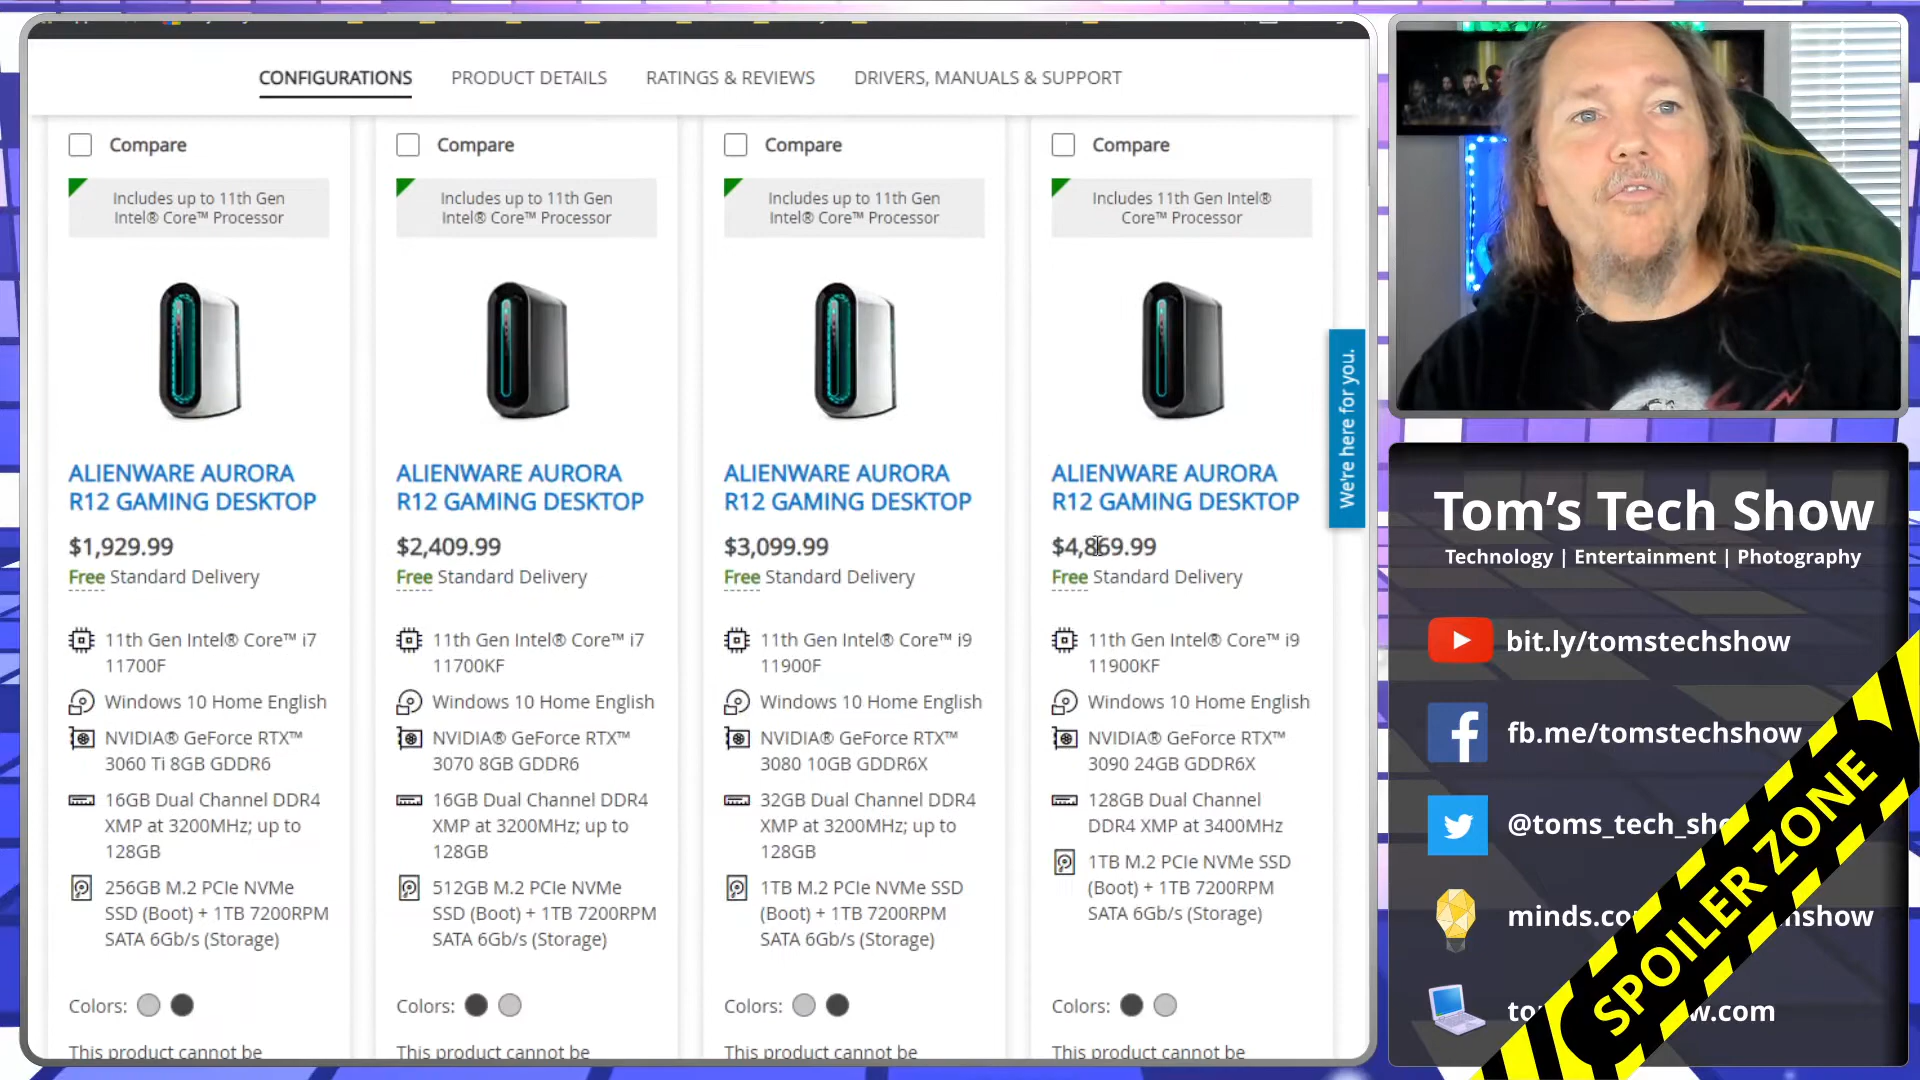 CONFIGURATIONS PRODUCT DETAILS RATINGS & REVIEWS DRIVERS, MANUALS & SUPPORT
Compare
Includes up to 11th Gen
Intel® Core™ Processor
ALIENWARE AURORA
R12 GAMING DESKTOP
$1,929.99
Free Standard Delivery
11th Gen Intel® Core™ i7
11700F
Windows 10 Home English
NVIDIA® GeForce RTX™
3060 Ti 8GB GDDR6
16GB Dual Channel DDR4
XMP at 3200MHz; up to
128GB
256GB M.2 PCIe NVMe
SSD (Boot) + 1TB 7200RPM
SATA 6Gb/s (Storage)
Colors:
This product cannot be
Compare
Includes up to 11th Gen
Intel® Core™ Processor
ALIENWARE AURORA
R12 GAMING DESKTOP
$2,409.99
Free Standard Delivery
11th Gen Intel® Core™ i7
11700KF
Windows 10 Home English
NVIDIA® GeForce RTX™
3070 8GB GDDR6
16GB Dual Channel DDR4
XMP at 3200MHz; up to
128GB
512GB M.2 PCIe NVMe
SSD (Boot) + 1TB 7200RPM
SATA 6Gb/s (Storage)
Colors:
This product cannot be
Compare
Includes up to 11th Gen
Intel® Core™ Processor
ALIENWARE AURORA
R12 GAMING DESKTOP
$3,099.99
Free Standard Delivery
11th Gen Intel® Core™ i9
11900F
Windows 10 Home English
NVIDIA® GeForce RTX™
3080 10GB GDDR6X
32GB Dual Channel DDR4
XMP at 3200MHz; up to
128GB
1TB M.2 PCIe NVMe SSD
(Boot) + 1TB 7200RPM
SATA 6Gb/s (Storage)
Colors:
This product cannot be
Compare
Includes 11th Gen Intel®
Core™ Processor
ALIENWARE AURORA
R12 GAMING DESKTOP
$4,869.99
Free Standard Delivery
11th Gen Intel® Core™ i9
11900KF
Windows 10 Home English
NVIDIA® GeForce RTX™
3090 24GB GDDR6X
128GB Dual Channel
DDR4 XMP at 3400MHz
1TB M.2 PCIe NVMe SSD
(Boot) + 1TB 7200RPM
SATA 6Gb/s (Storage)
Colors:
This product cannot be
We're here for you.
Tom's Tech Show
Technology | Entertainment | Photography
bit.ly/tomstechshow
fb.me/tomstechshow
@toms_tech_sho
minds.co hshow
to w.com
SPOILER ZONE